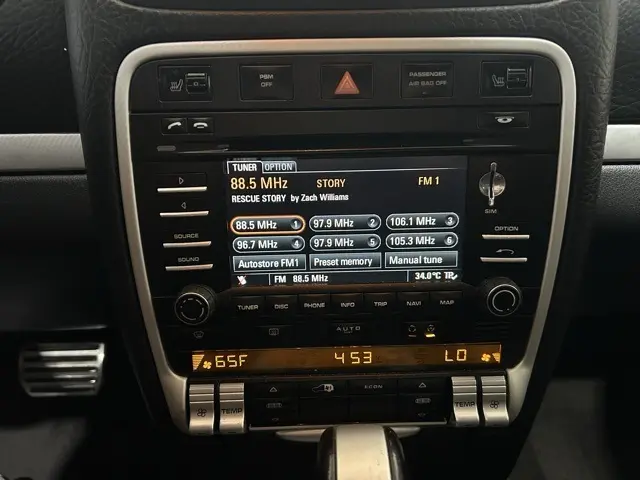 PSM OFF
PASSENGER AIR BAG OFF
TUNER OPTION
88.5 MHz STORY FM 1
RESCUE STORY by Zach Williams
88.5 MHz 1 97.9 MHz 2 106.1 MHz 3
96.7 MHz 4 97.9 MHz 5 105.3 MHz 6
Autostore FM1 Preset memory Manual tune
FM 88.5 MHz 34.0°C TP
SOURCE
SOUND
SIM
OPTION
TUNER DISC PHONE INFO TRIP NAVI MAP
AUTO
65F 453 LO
TEMP ECON TEMP